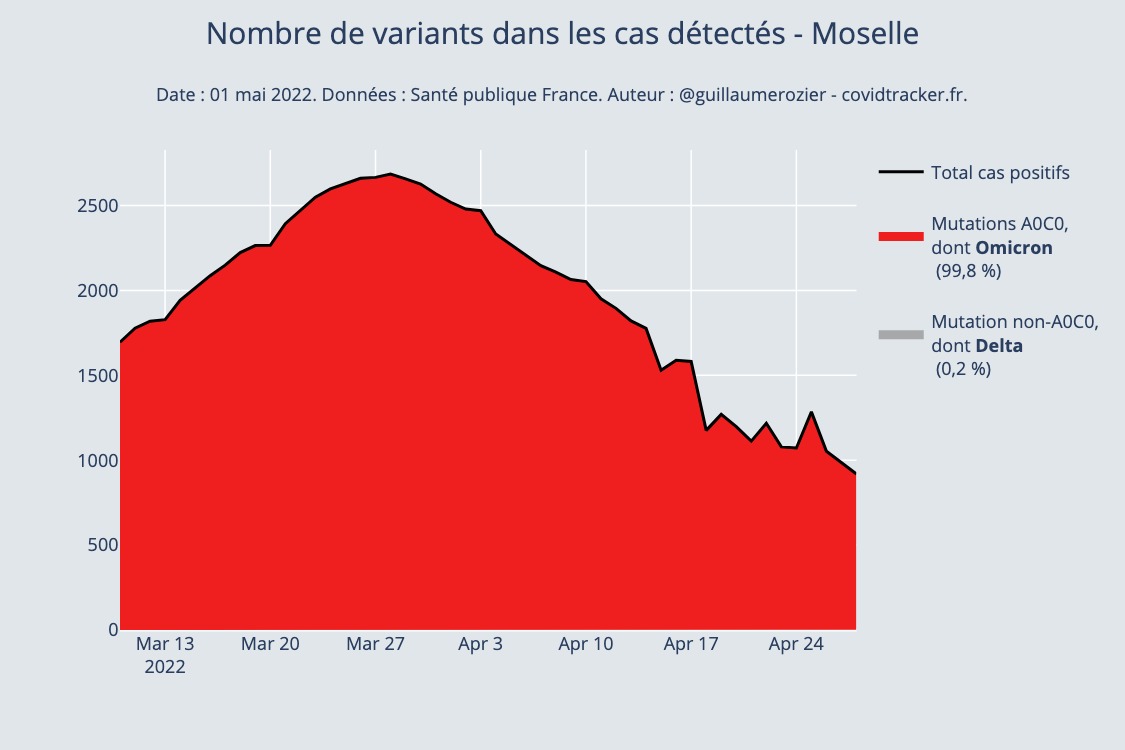 Nombre de variants dans les cas détectés - Moselle
Date : 01 mai 2022. Données : Santé publique France. Auteur : @guillaumerozier - covidtracker.fr.
2500
2000
1500
1000
500
0
Mar 13
2022
Mar 20
Mar 27
Apr 3
Apr 10
Apr 17
Apr 24
Total cas positifs
Mutations A0C0,
dont Omicron
(99,8 %)
Mutation non-A0C0,
dont Delta
(0,2 %)